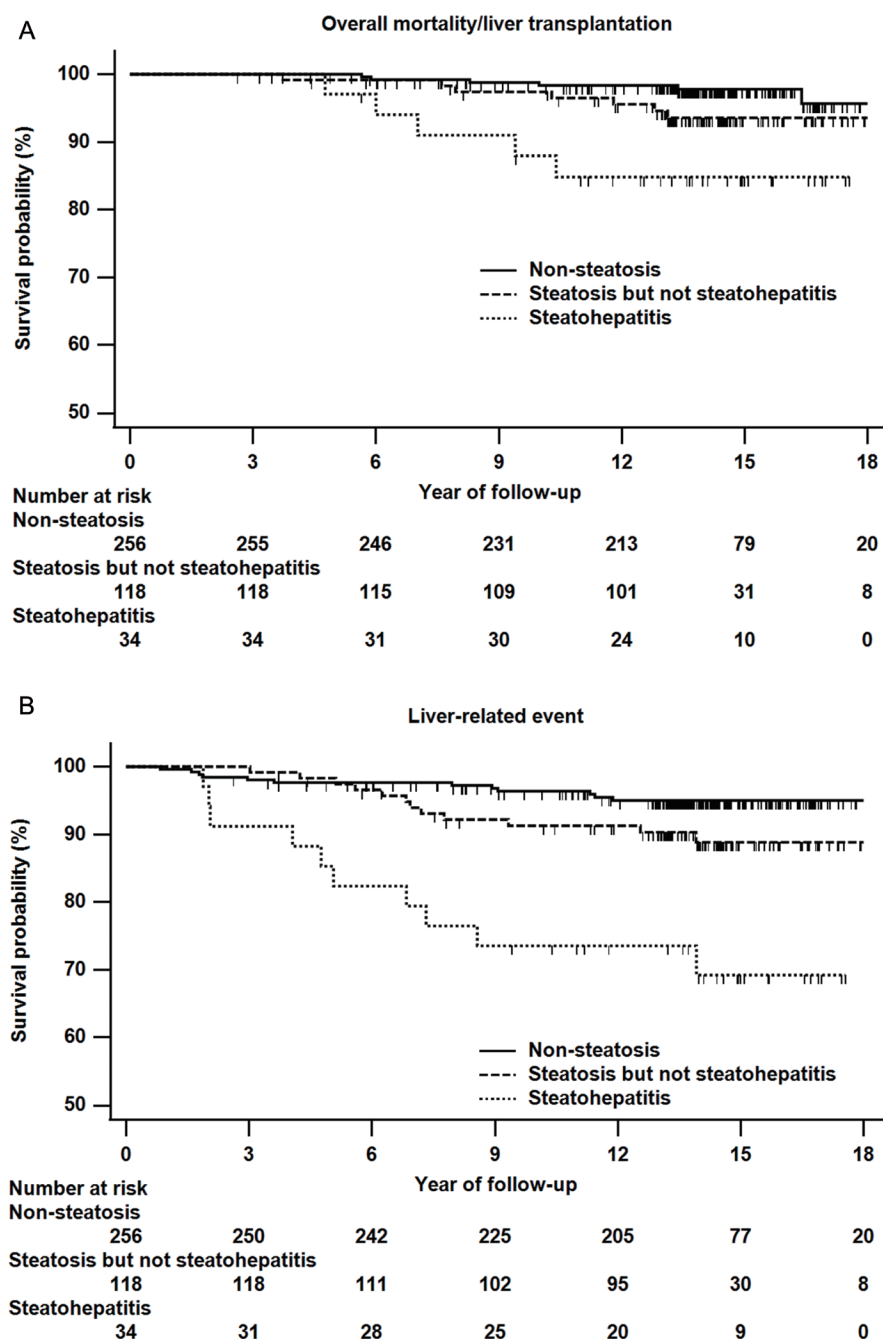 A
Overall mortality/liver transplantation
Survival probability (%)
100
90
80
70
60
50
Non-steatosis
Steatosis but not steatohepatitis
Steatohepatitis
0 3 6 9 12 15 18
Year of follow-up
Number at risk
Non-steatosis
256 255 246 231 213 79 20
Steatosis but not steatohepatitis
118 118 115 109 101 31 8
Steatohepatitis
34 34 31 30 24 10 0
B
Liver-related event
Survival probability (%)
100
90
80
70
60
50
Non-steatosis
Steatosis but not steatohepatitis
Steatohepatitis
0 3 6 9 12 15 18
Year of follow-up
Number at risk
Non-steatosis
256 250 242 225 205 77 20
Steatosis but not steatohepatitis
118 118 111 102 95 30 8
Steatohepatitis
34 31 28 25 20 9 0